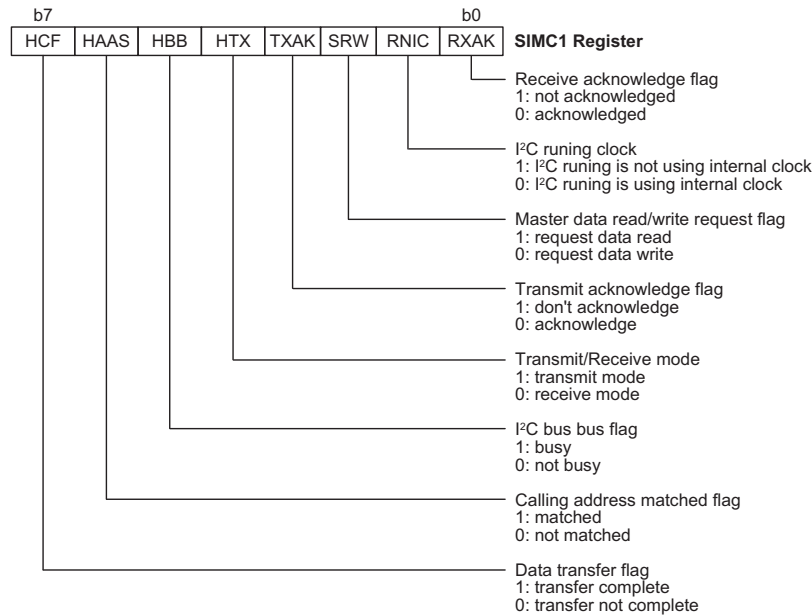 b7 b0
HCF HAAS HBB HTX TXAK SRW RNIC RXAK SIMC1 Register
Receive acknowledge flag
1: not acknowledged
0: acknowledged
I²C runing clock
1: I²C runing is not using internal clock
0: I²C runing is using internal clock
Master data read/write request flag
1: request data read
0: request data write
Transmit acknowledge flag
1: don't acknowledge
0: acknowledge
Transmit/Receive mode
1: transmit mode
0: receive mode
I²C bus bus flag
1: busy
0: not busy
Calling address matched flag
1: matched
0: not matched
Data transfer flag
1: transfer complete
0: transfer not complete